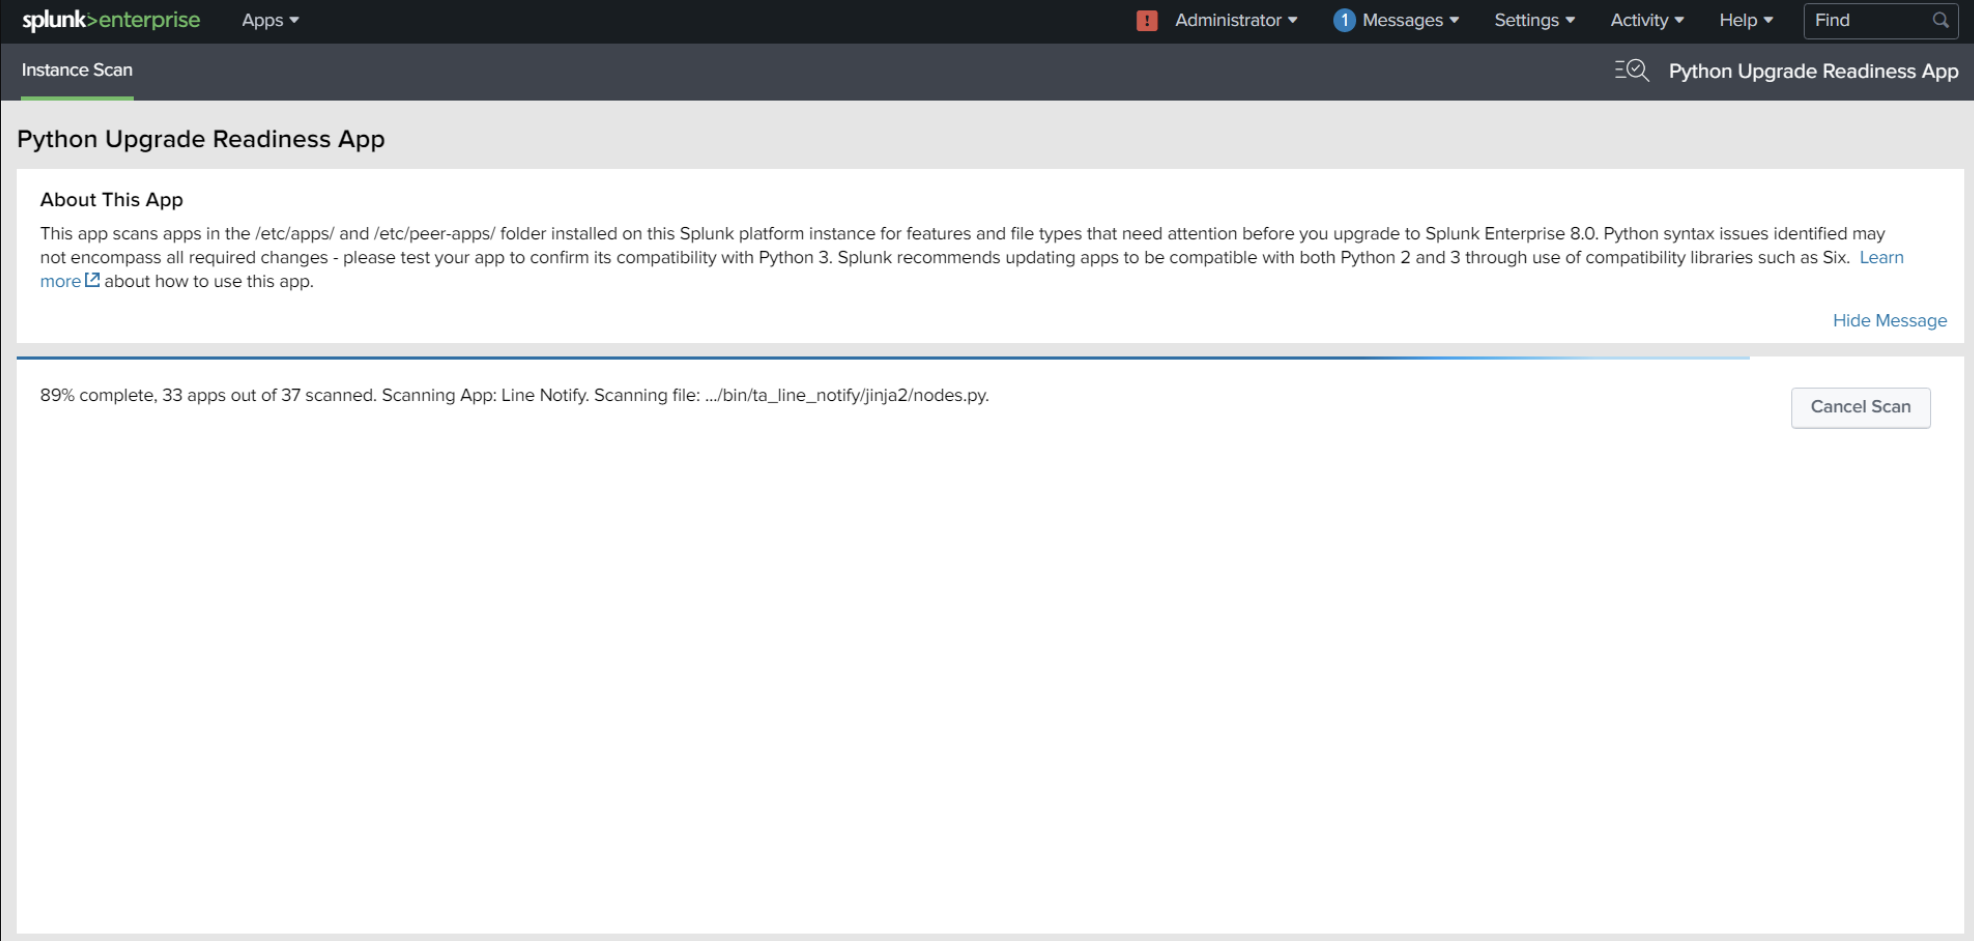 splunk>enterprise Apps Administrator 1 Messages Settings Activity Help Find
Instance Scan Python Upgrade Readiness App
Python Upgrade Readiness App
About This App
This app scans apps in the /etc/apps/ and /etc/peer-apps/ folder installed on this Splunk platform instance for features and file types that need attention before you upgrade to Splunk Enterprise 8.0. Python syntax issues identified may
not encompass all required changes - please test your app to confirm its compatibility with Python 3. Splunk recommends updating apps to be compatible with both Python 2 and 3 through use of compatibility libraries such as Six. Learn
more about how to use this app.
Hide Message
89% complete, 33 apps out of 37 scanned. Scanning App: Line Notify. Scanning file: .../bin/ta_line_notify/jinja2/nodes.py.
Cancel Scan